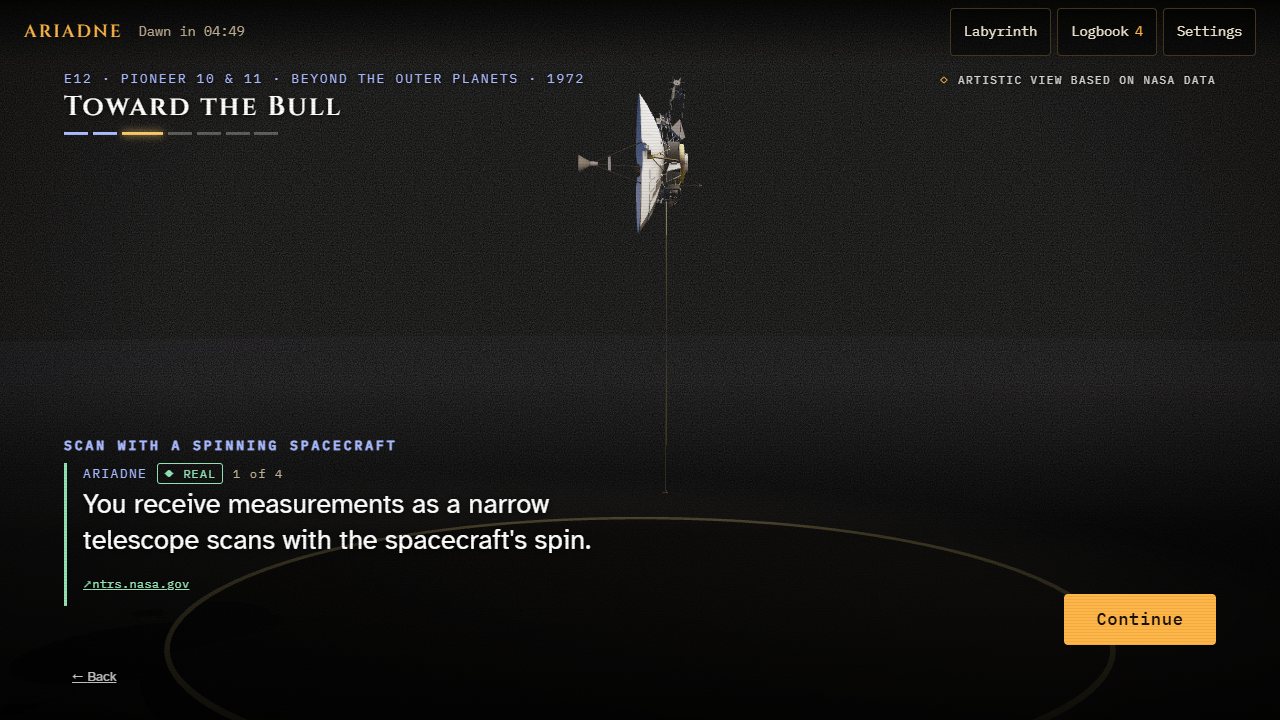 ARIADNE Dawn in 04:49 Labyrinth Logbook 4 Settings
E12 · PIONEER 10 & 11 · BEYOND THE OUTER PLANETS · 1972
◇ ARTISTIC VIEW BASED ON NASA DATA
Toward the Bull
SCAN WITH A SPINNING SPACECRAFT
ARIADNE ◆ REAL 1 of 4
You receive measurements as a narrow
telescope scans with the spacecraft's spin.
↗ntrs.nasa.gov
Continue
← Back